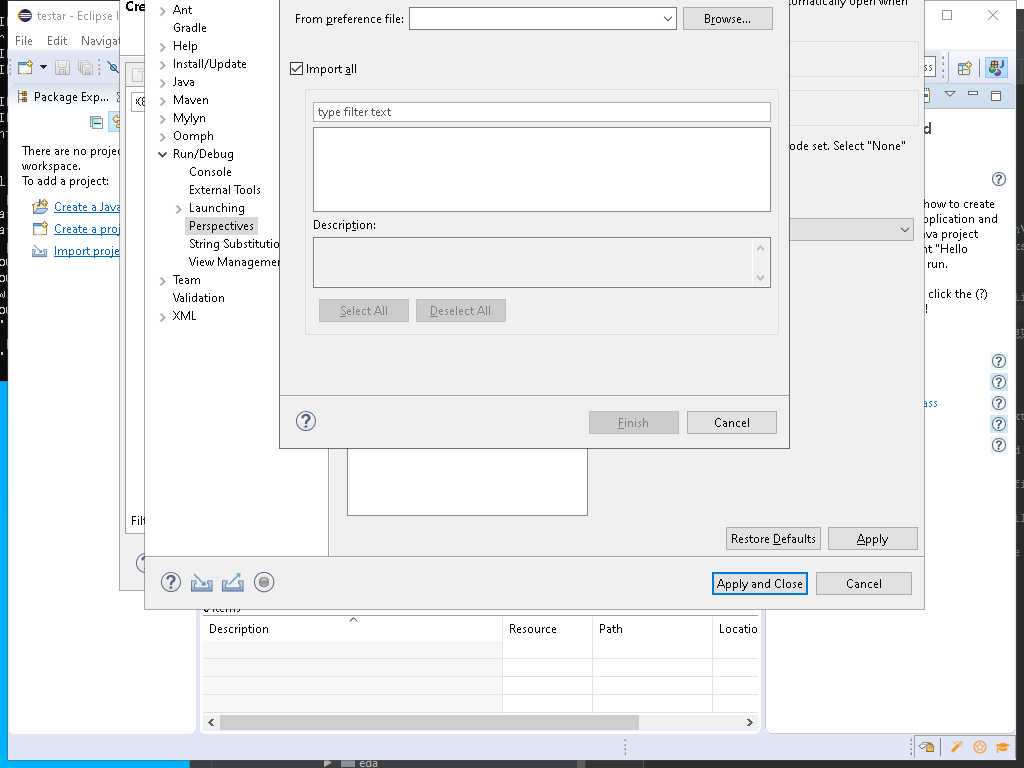 testar - Eclipse I
File Edit Navigat
Package Exp...
There are no projec
workspace.
To add a project:
Create a Java
Create a proj
Import proje
Cre
Filt
Ant
Gradle
Help
Install/Update
Java
Maven
Mylyn
Oomph
Run/Debug
Console
External Tools
Launching
Perspectives
String Substitutio
View Managemen
Team
Validation
XML
From preference file:
Browse...
Import all
type filter text
Description:
Select All
Deselect All
Finish
Cancel
utomatically open when
ode set. Select "None"
Restore Defaults
Apply
Apply and Close
Cancel
d
how to create
pplication and
va project
nt "Hello
run.
click the (?)
!
ass
ss
0 items
Description
Resource
Path
Locatio
eda